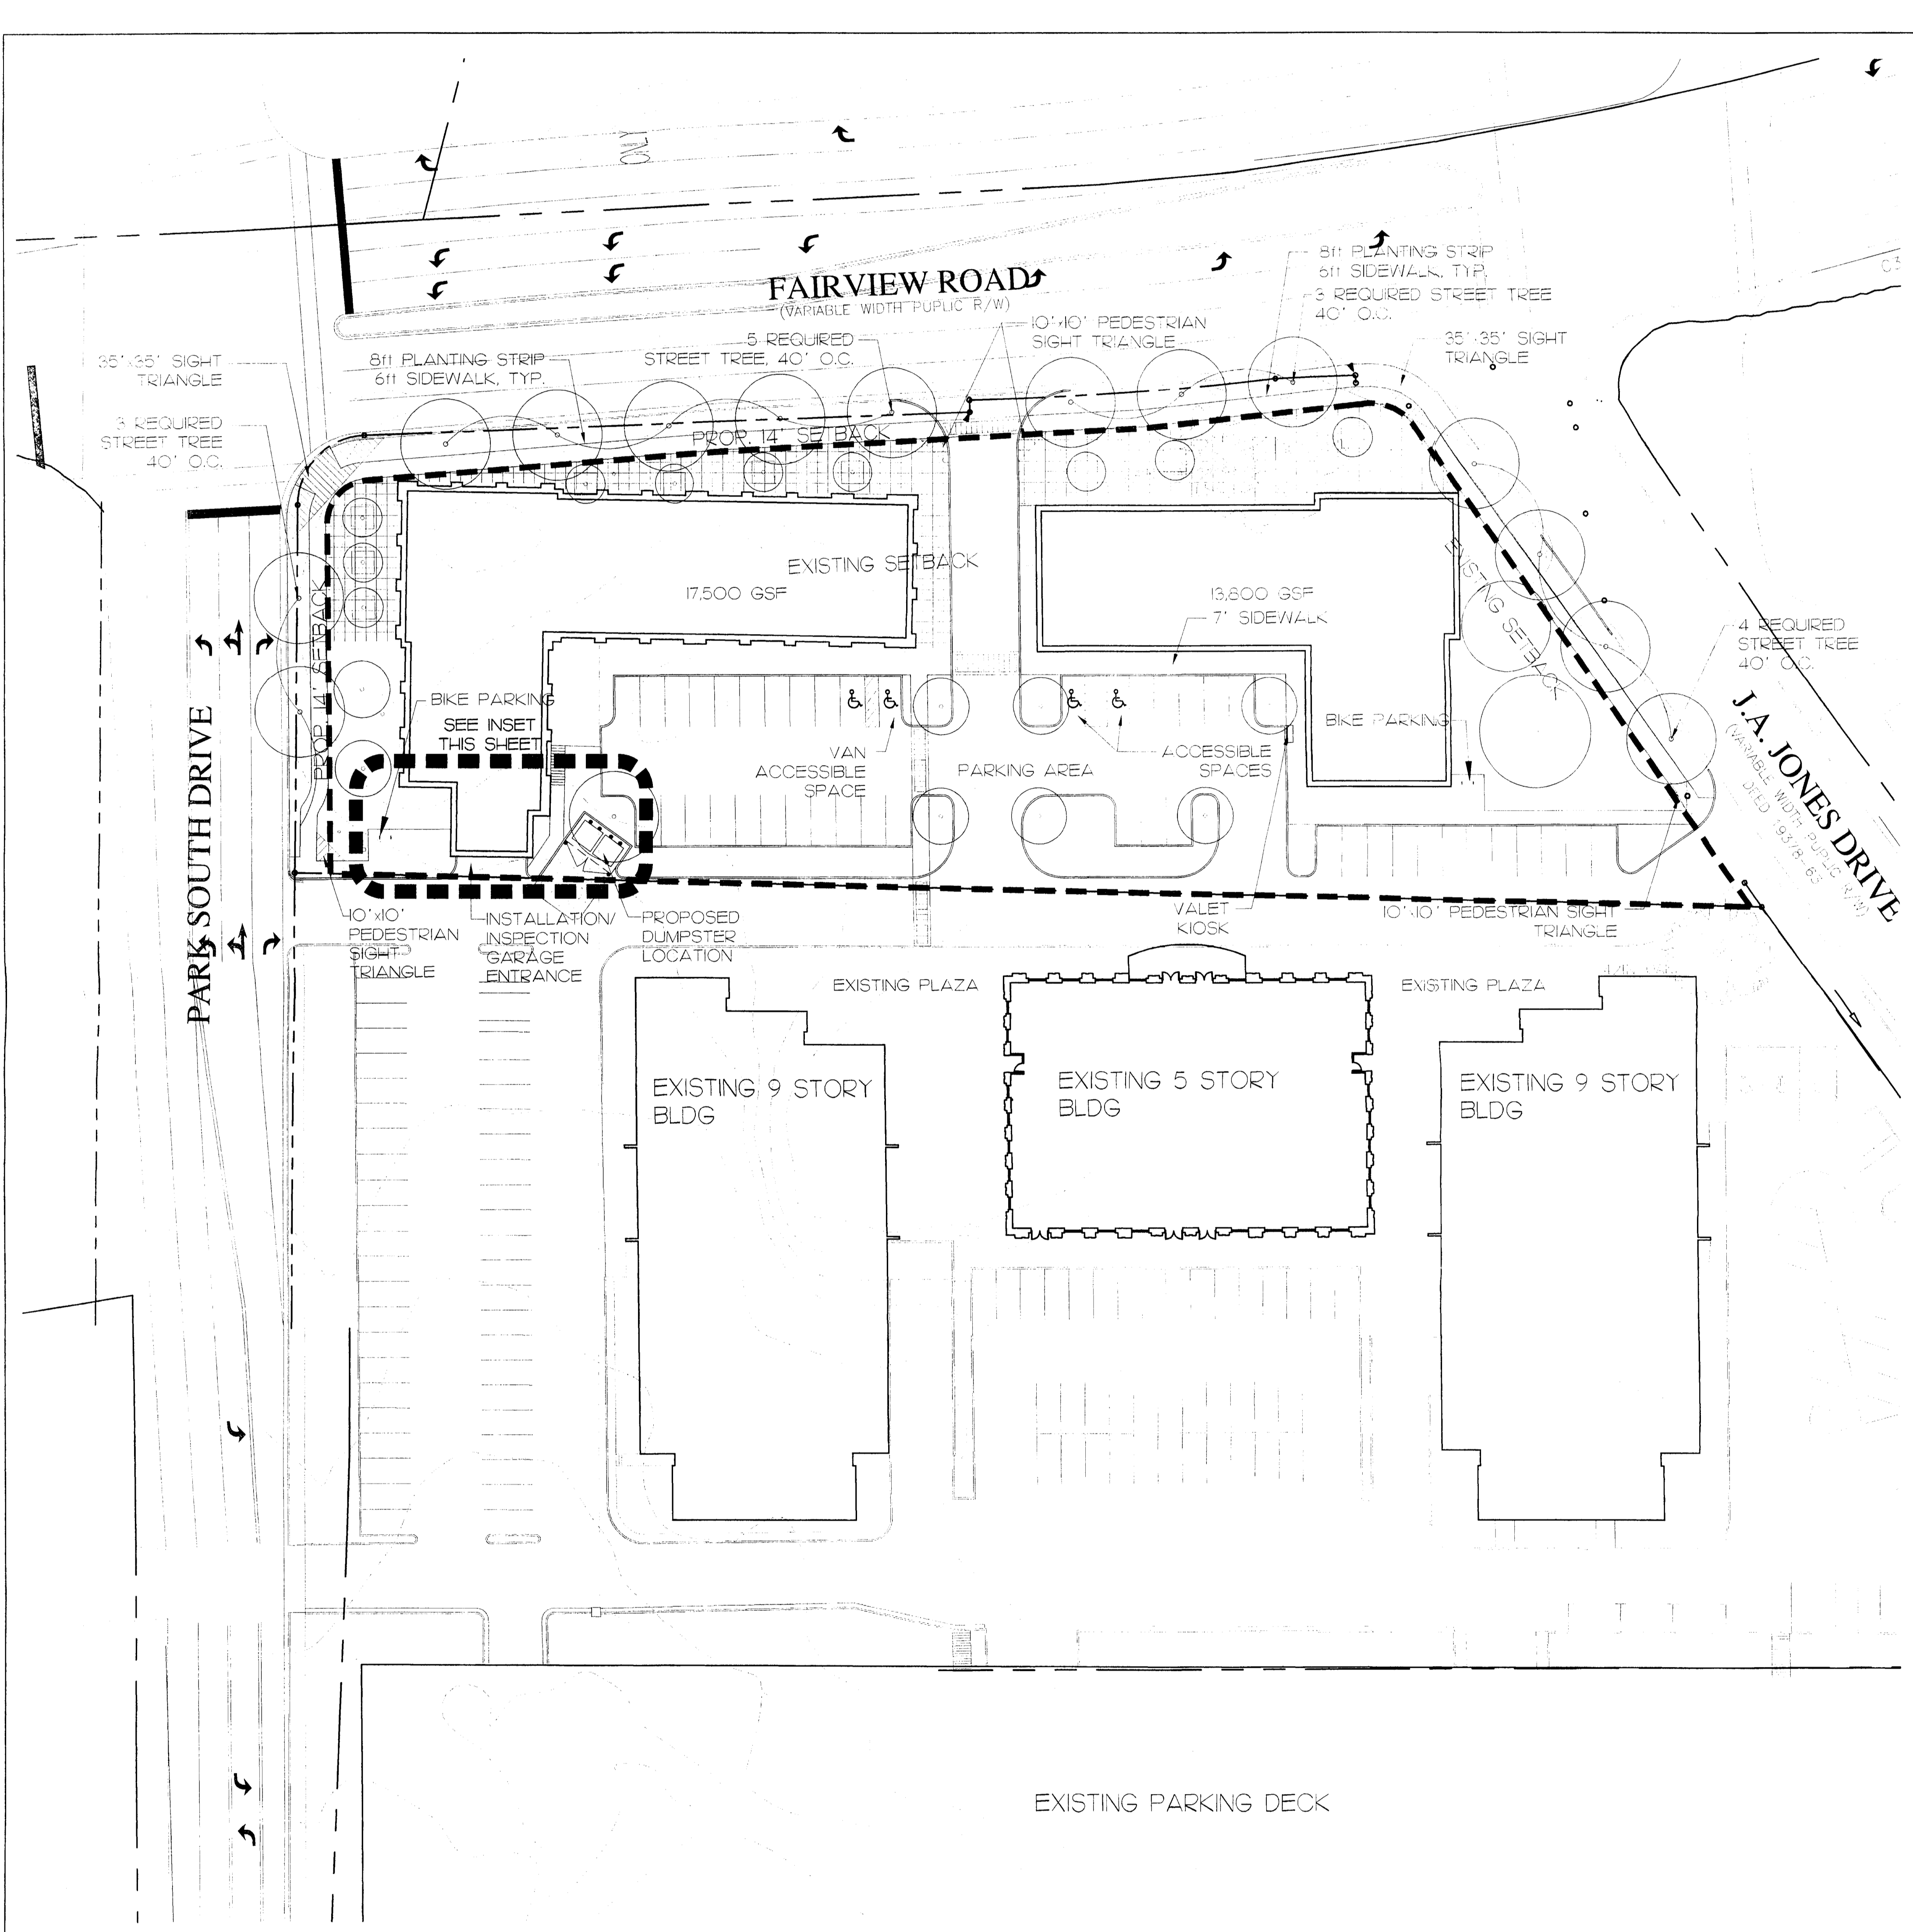 ONLY
FAIRVIEW ROAD
(VARIABLE WIDTH PUPLIC R/W)
8ft PLANTING STRIP
6ft SIDEWALK, TYP.
3 REQUIRED STREET TREE
40' O.C.
35'x35' SIGHT
TRIANGLE
10'x10' PEDESTRIAN
SIGHT TRIANGLE
5 REQUIRED
STREET TREE, 40' O.C.
8ft PLANTING STRIP
6ft SIDEWALK, TYP.
35'x35' SIGHT
TRIANGLE
3 REQUIRED
STREET TREE
40' O.C.
PROP. 14' SETBACK
EXISTING SETBACK
17,500 GSF
13,800 GSF
7' SIDEWALK
EXISTING SETBACK
4 REQUIRED
STREET TREE
40' O.C.
PROP. 14' SETBACK
PARK SOUTH DRIVE
BIKE PARKING
SEE INSET
THIS SHEET
VAN
ACCESSIBLE
SPACE
PARKING AREA
ACCESSIBLE
SPACES
BIKE PARKING
J.A. JONES DRIVE
(VARIABLE WIDTH PUPLIC R/W)
10'x10'
PEDESTRIAN
SIGHT
TRIANGLE
INSTALLATION/
INSPECTION
GARAGE
ENTRANCE
PROPOSED
DUMPSTER
LOCATION
VALET
KIOSK
10'x10' PEDESTRIAN SIGHT
TRIANGLE
EXISTING PLAZA
EXISTING PLAZA
EXISTING 9 STORY
BLDG
EXISTING 5 STORY
BLDG
EXISTING 9 STORY
BLDG
EXISTING PARKING DECK